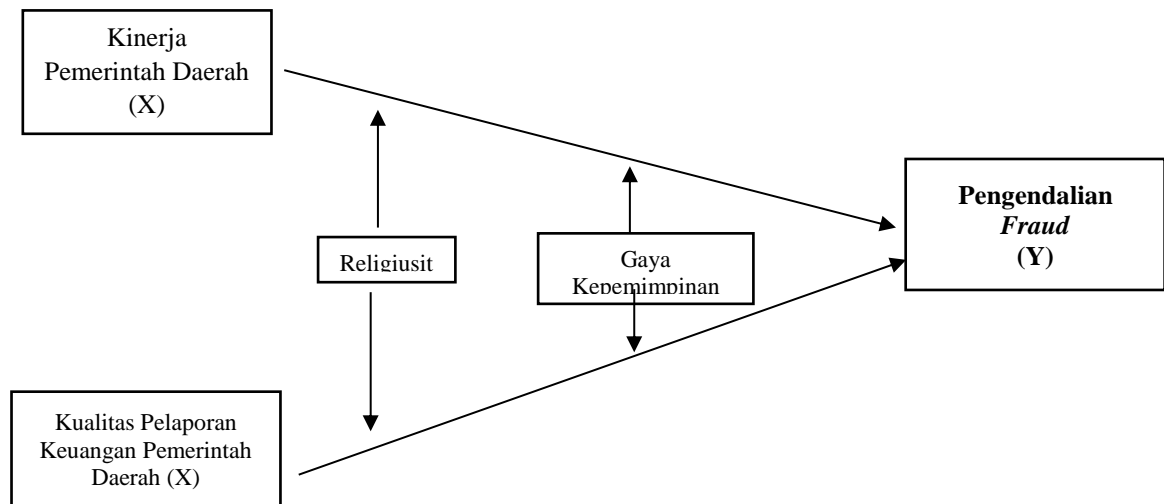 Kinerja
Pemerintah Daerah
(X)
Pengendalian
Fraud
(Y)
Religiusit
Gaya
Kepemimpinan
Kualitas Pelaporan
Keuangan Pemerintah
Daerah (X)